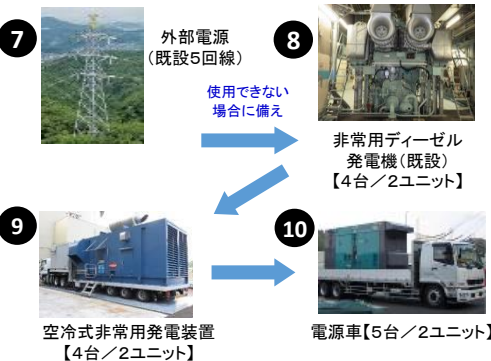 7
外部電源
(既設5回線)
使用できない
場合に備え
8
非常用ディーゼル
発電機(既設)
【4台/2ユニット】
9
空冷式非常用発電装置
【4台/2ユニット】
10
電源車【5台/2ユニット】